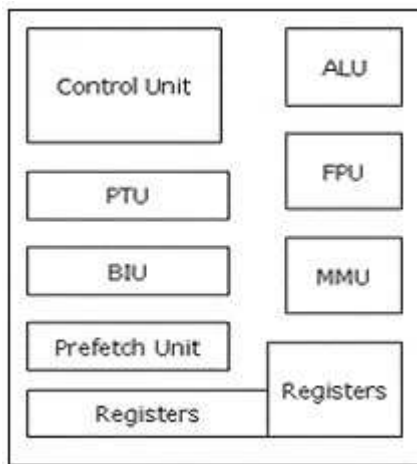 Control Unit
ALU
PTU
FPU
BIU
MMU
Prefetch Unit
Registers
Registers